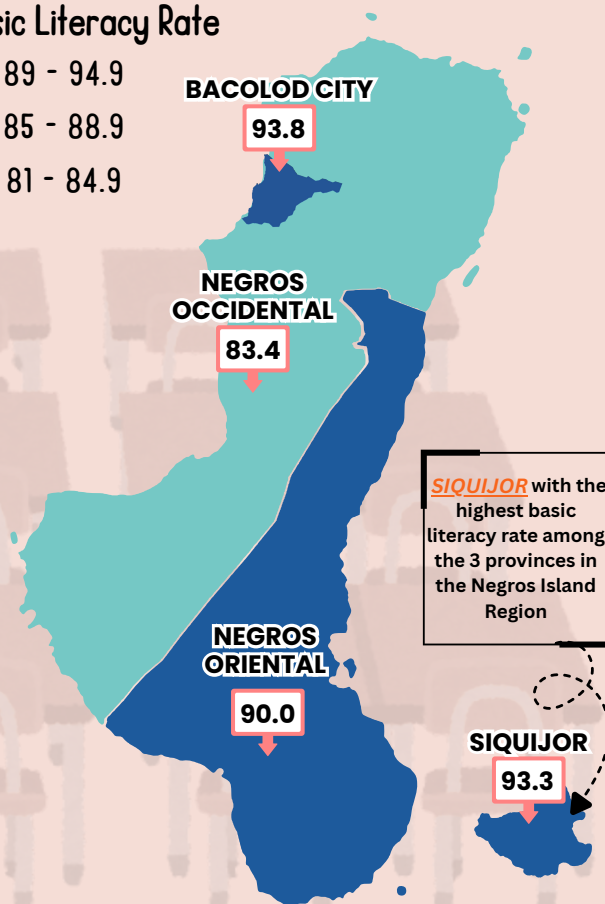 Literacy Rate
89 - 94.9
85 - 88.9
81 - 84.9
BACOLOD CITY
93.8
NEGROS
OCCIDENTAL
83.4
SIQUIJOR with the
highest basic
literacy rate among
the 3 provinces in
the Negros Island
Region
NEGROS
ORIENTAL
90.0
SIQUIJOR
93.3